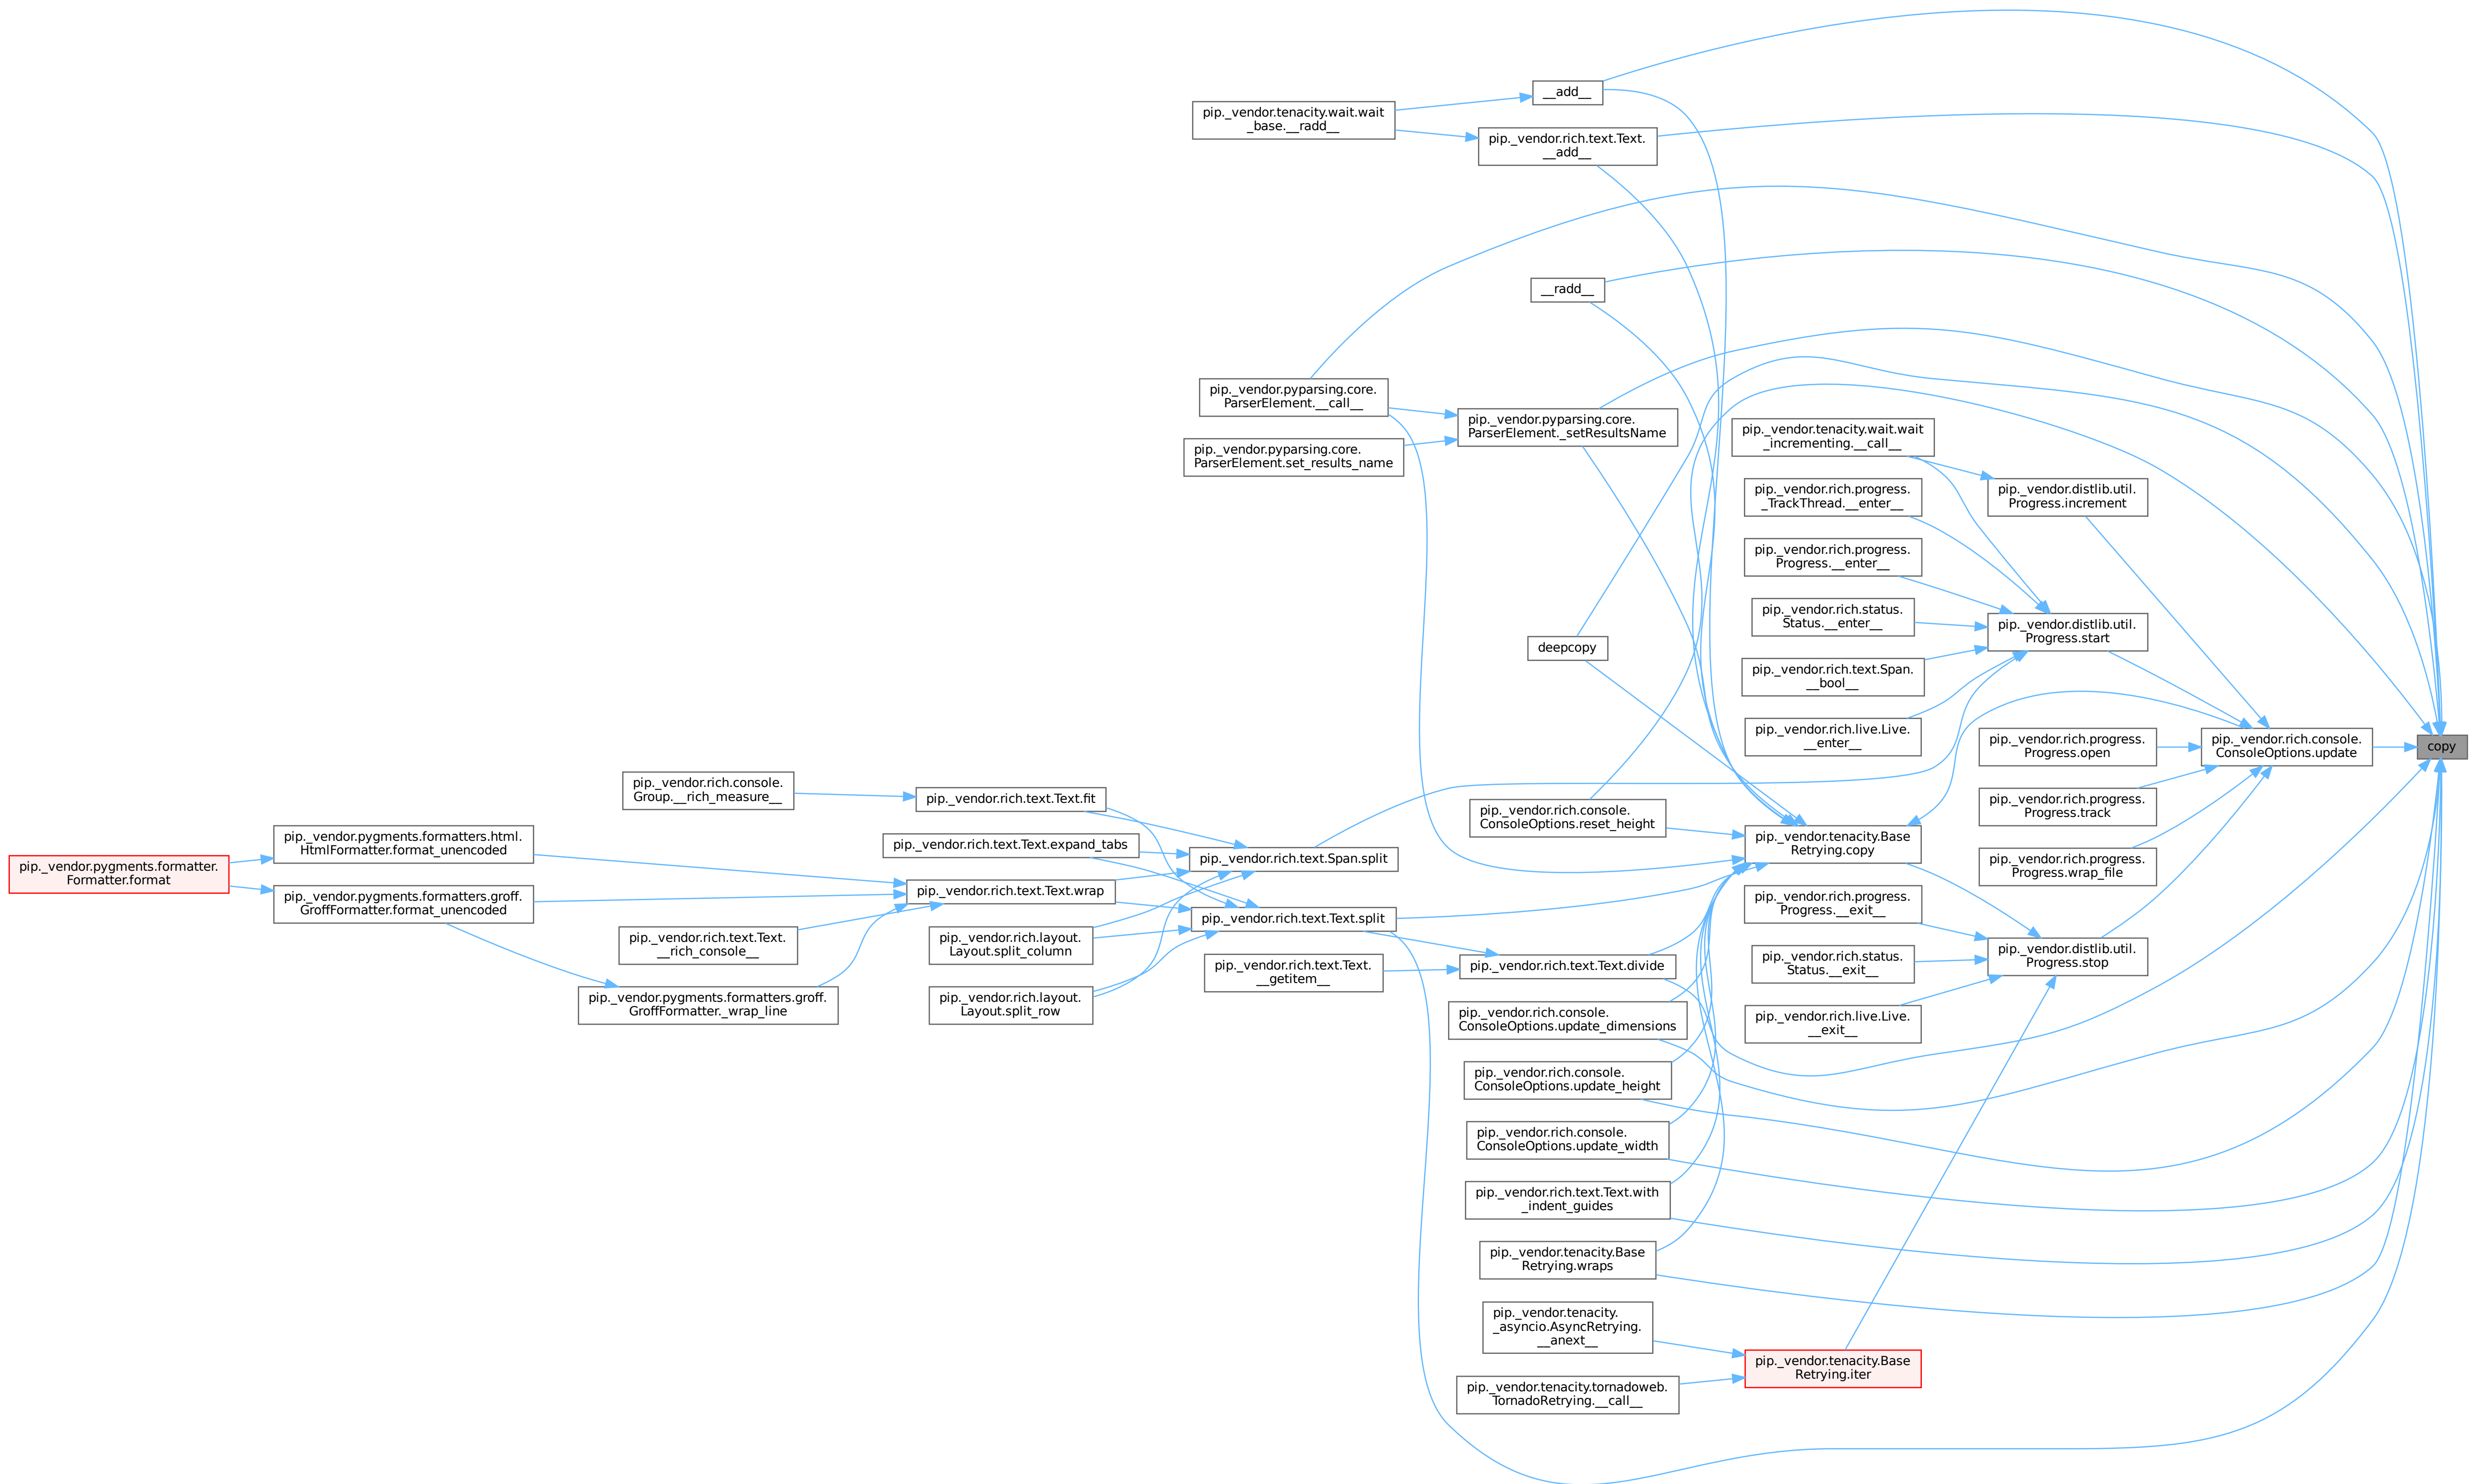 __add__
pip._vendor.tenacity.wait.wait
_base.__radd__
pip._vendor.rich.text.Text.
__add__
__radd__
pip._vendor.pyparsing.core.
ParserElement.__call__
pip._vendor.pyparsing.core.
ParserElement._setResultsName
pip._vendor.pyparsing.core.
ParserElement.set_results_name
pip._vendor.tenacity.wait.wait
_incrementing.__call__
pip._vendor.rich.progress.
_TrackThread.__enter__
pip._vendor.distlib.util.
Progress.increment
pip._vendor.rich.progress.
Progress.__enter__
pip._vendor.rich.status.
Status.__enter__
pip._vendor.distlib.util.
Progress.start
deepcopy
pip._vendor.rich.text.Span.
__bool__
pip._vendor.rich.live.Live.
__enter__
pip._vendor.rich.progress.
Progress.open
pip._vendor.rich.console.
ConsoleOptions.update
copy
pip._vendor.rich.console.
Group.__rich_measure__
pip._vendor.rich.text.Text.fit
pip._vendor.rich.progress.
Progress.track
pip._vendor.rich.console.
ConsoleOptions.reset_height
pip._vendor.tenacity.Base
Retrying.copy
pip._vendor.pygments.formatters.html.
HtmlFormatter.format_unencoded
pip._vendor.rich.text.Text.expand_tabs
pip._vendor.rich.text.Span.split
pip._vendor.rich.progress.
Progress.wrap_file
pip._vendor.pygments.formatter.
Formatter.format
pip._vendor.pygments.formatters.groff.
GroffFormatter.format_unencoded
pip._vendor.rich.text.Text.wrap
pip._vendor.rich.text.Text.split
pip._vendor.rich.progress.
Progress.__exit__
pip._vendor.rich.text.Text.
__rich_console__
pip._vendor.rich.layout.
Layout.split_column
pip._vendor.rich.status.
Status.__exit__
pip._vendor.distlib.util.
Progress.stop
pip._vendor.rich.text.Text.
__getitem__
pip._vendor.rich.text.Text.divide
pip._vendor.pygments.formatters.groff.
GroffFormatter._wrap_line
pip._vendor.rich.layout.
Layout.split_row
pip._vendor.rich.console.
ConsoleOptions.update_dimensions
pip._vendor.rich.live.Live.
__exit__
pip._vendor.rich.console.
ConsoleOptions.update_height
pip._vendor.rich.console.
ConsoleOptions.update_width
pip._vendor.rich.text.Text.with
_indent_guides
pip._vendor.tenacity.Base
Retrying.wraps
pip._vendor.tenacity.
_asyncio.AsyncRetrying.
__anext__
pip._vendor.tenacity.Base
Retrying.iter
pip._vendor.tenacity.tornadoweb.
TornadoRetrying.__call__